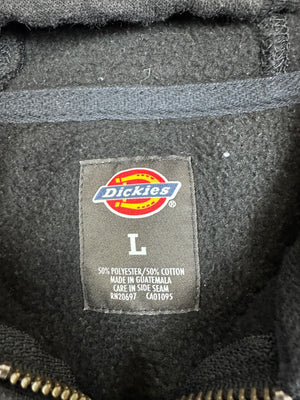 Dickies
®
L
50% POLYESTER/50% COTTON
MADE IN GUATEMALA
CARE IN SIDE SEAM
RN20697 CA01095